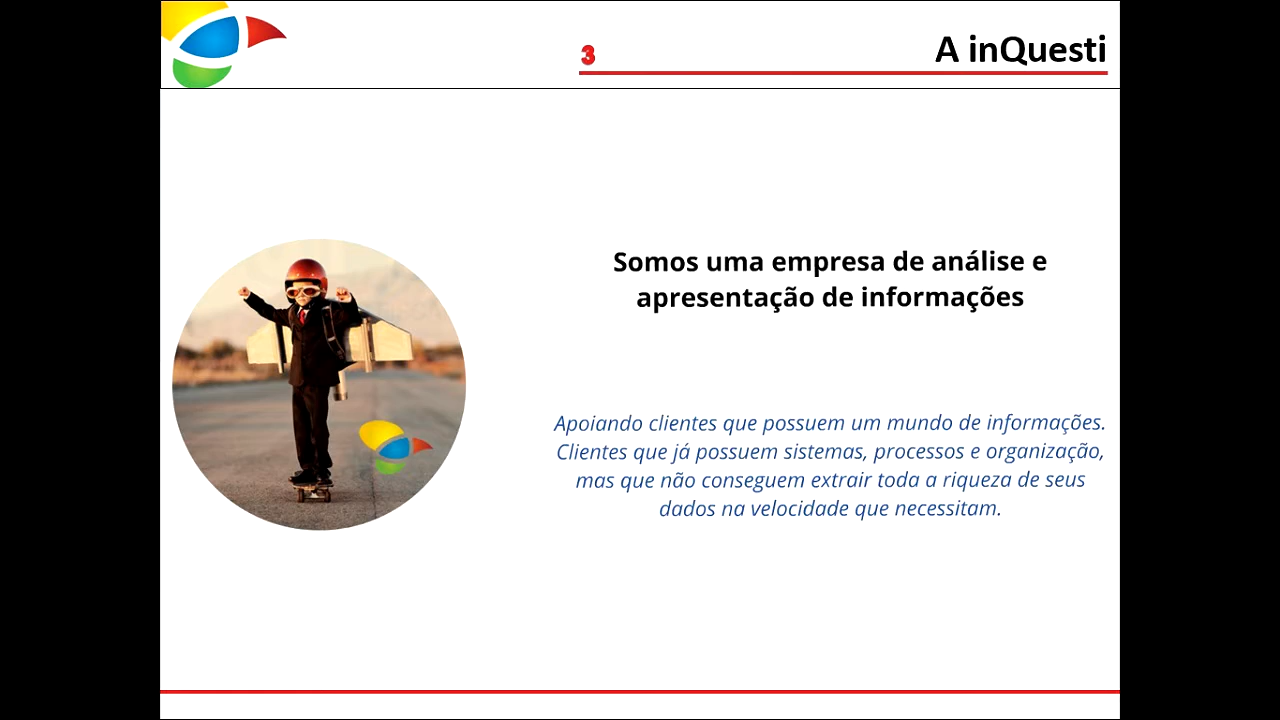 3
A inQuesti
Somos uma empresa de análise e
apresentação de informações
Apoiando clientes que possuem um mundo de informações.
Clientes que já possuem sistemas, processos e organização,
mas que não conseguem extrair toda a riqueza de seus
dados na velocidade que necessitam.